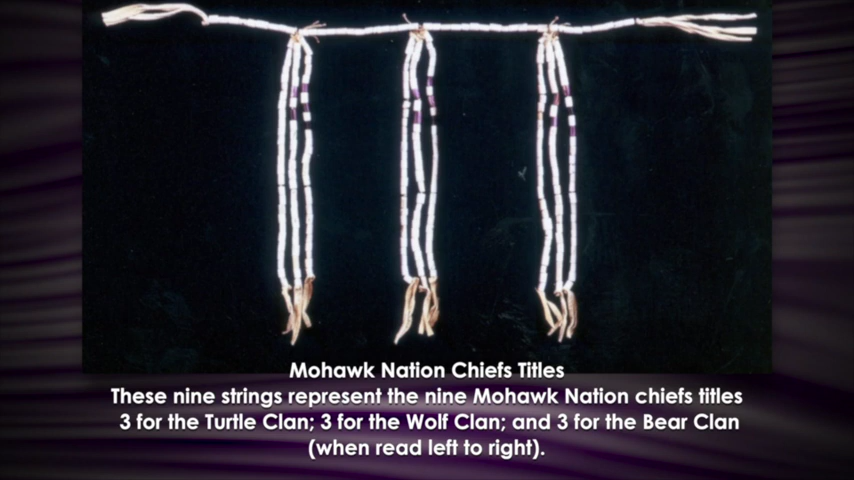 Mohawk Nation Chiefs Titles
These nine strings represent the nine Mohawk Nation chiefs titles
3 for the Turtle Clan; 3 for the Wolf Clan; and 3 for the Bear Clan
(when read left to right).